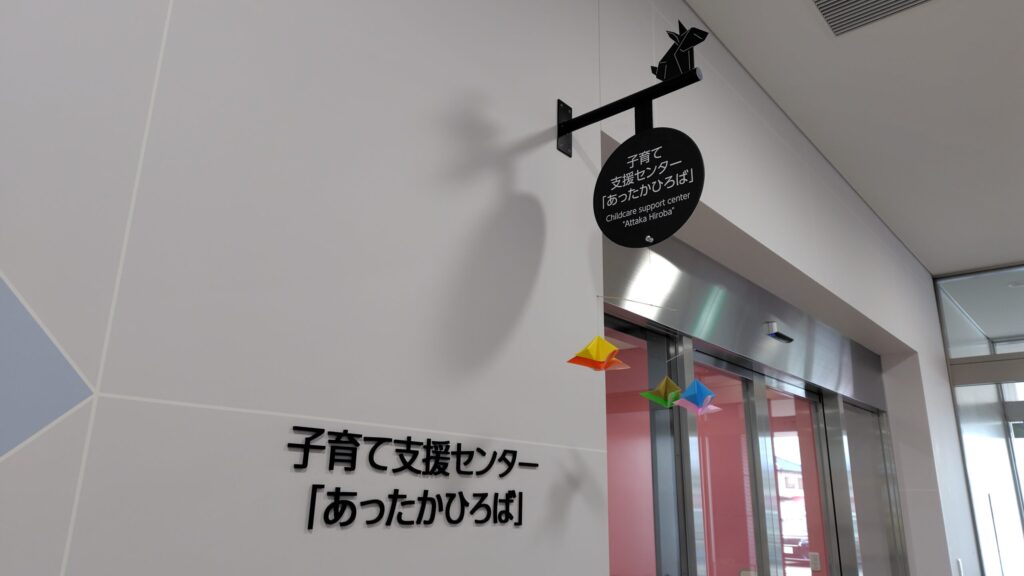 子育て
支援センター
「あったかひろば」
Childcare support center
"Attaka Hiroba"
子育て支援センター
「あったかひろば」